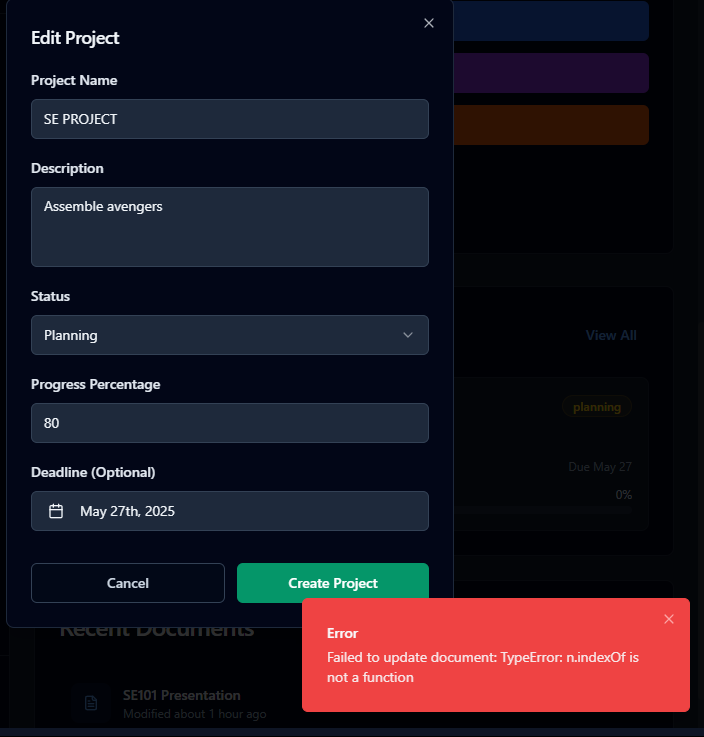 Edit Project
Project Name
SE PROJECT
Description
Assemble avengers
Status
Planning
View All
Progress Percentage
planning
80
Due May 27
Deadline (Optional)
0%
May 27th, 2025
Cancel
Create Project
Recent Documents
Error
Failed to update document: TypeError: n.indexOf is
not a function
SE101 Presentation
Modified about 1 hour ago